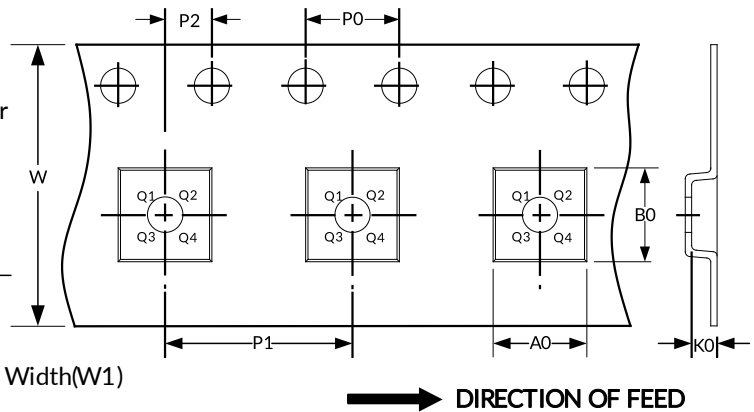 P2
P0
r
W
Q1 Q2
Q3 Q4
Q1 Q2
Q3 Q4
Q1 Q2
Q3 Q4
B0
P1
A0
K0
Width(W1)
DIRECTION OF FEED